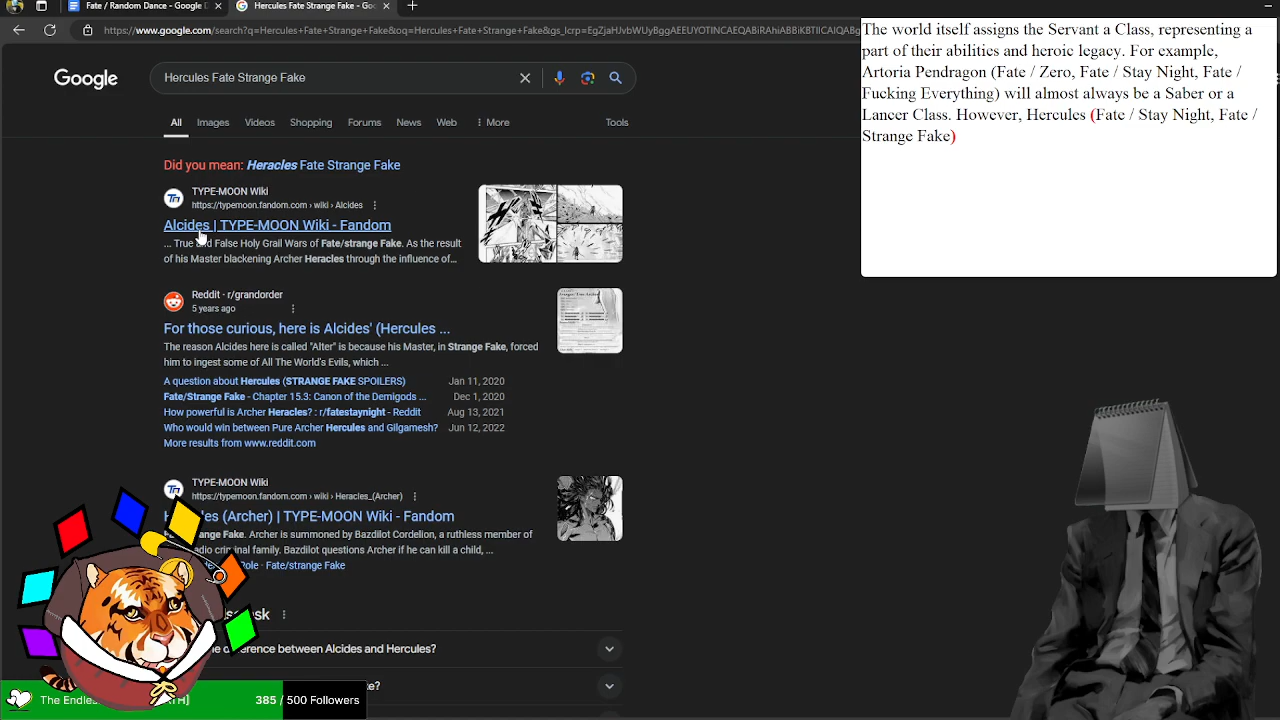 Fate / Random Dance - Google D
Hercules Fate Strange Fake - Goo
https://www.google.com/search?q=Hercules+Fate+Strange+Fake&oq=Hercules+Fate+Strange+Fake&gs_lcrp=EgZjaHJvbWUyBggAEEUYOTINCAEQABiRAhiABBiKBTIICAIQABg
Google
Hercules Fate Strange Fake
All
Images
Videos
Shopping
Forums
News
Web
More
Tools
Did you mean: Heracles Fate Strange Fake
TYPE-MOON Wiki
https://typemoon.fandom.com › wiki › Alcides
Alcides | TYPE-MOON Wiki - Fandom
... True and False Holy Grail Wars of Fate/strange Fake. As the result
of his Master blackening Archer Heracles through the influence of...
Reddit · r/grandorder
5 years ago
For those curious, here is Alcides' (Hercules ...
The reason Alcides here is called "Alter" is because his Master, in Strange Fake, forced
him to ingest some of All The World's Evils, which ...
A question about Hercules (STRANGE FAKE SPOILERS) Jan 11, 2020
Fate/Strange Fake - Chapter 15.3: Canon of the Demigods ... Dec 1, 2020
How powerful is Archer Heracles? : r/fatestaynight - Reddit Aug 13, 2021
Who would win between Pure Archer Hercules and Gilgamesh? Jun 12, 2022
More results from www.reddit.com
TYPE-MOON Wiki
https://typemoon.fandom.com › wiki › Heracles_(Archer)
(Archer) | TYPE-MOON Wiki - Fandom
Fake. Archer is summoned by Bazdilot Cordelion, a ruthless member of
family. Bazdilot questions Archer if he can kill a child, ...
Role · Fate/strange Fake
ask
difference between Alcides and Hercules?
The world itself assigns the Servant a Class, representing a
part of their abilities and heroic legacy. For example,
Artoria Pendragon (Fate / Zero, Fate / Stay Night, Fate /
Fucking Everything) will almost always be a Saber or a
Lancer Class. However, Hercules (Fate / Stay Night, Fate /
Strange Fake)
The Endles
385 / 500 Followers